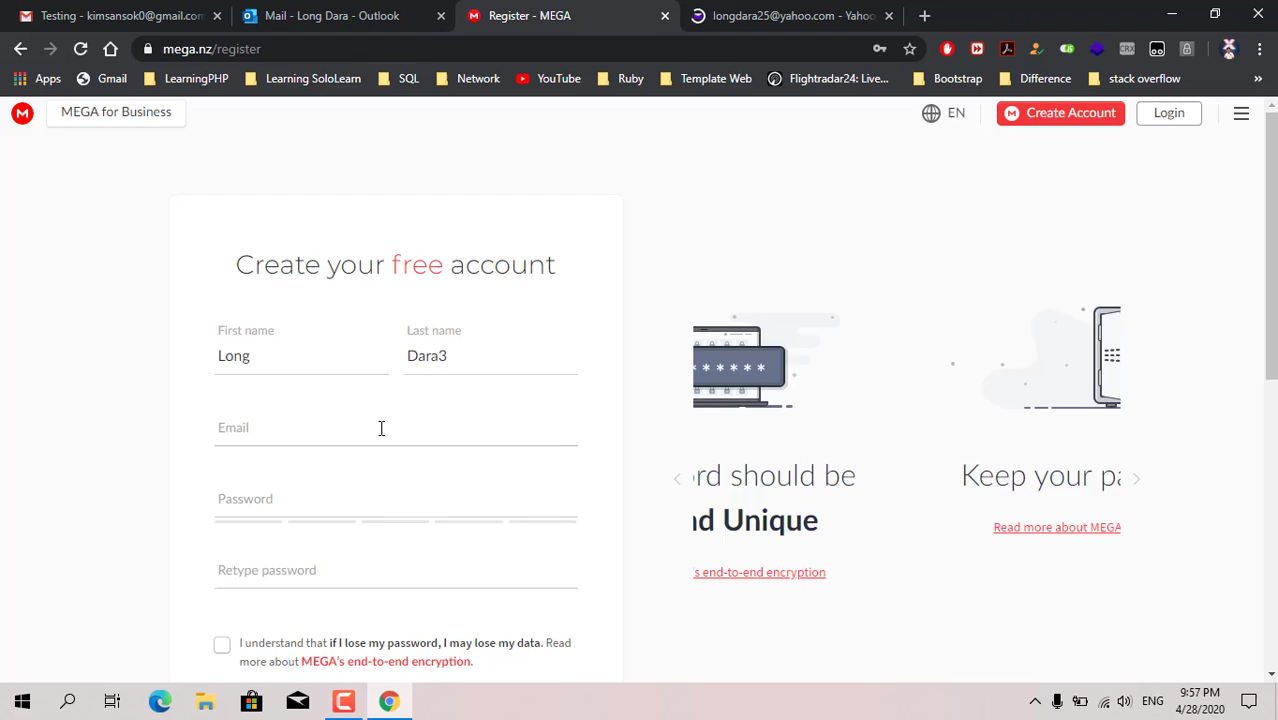 Testing - kimsansok0@gmail.com
Mail - Long Dara - Outlook
Register - MEGA
longdara25@yahoo.com - Yahoo
mega.nz/register
Apps
Gmail
LearningPHP
Learning SoloLearn
SQL
Network
YouTube
Ruby
Template Web
Flightradar24: Live...
Bootstrap
Difference
stack overflow
»
MEGA for Business
EN
Create Account
Login
Create your free account
First name
Last name
Long
Dara3
Email
Password
Retype password
I understand that if I lose my password, I may lose my data. Read
more about MEGA's end-to-end encryption.
rd should be
nd Unique
's end-to-end encryption
Keep your pa
Read more about MEGA
ENG
9:57 PM
4/28/2020